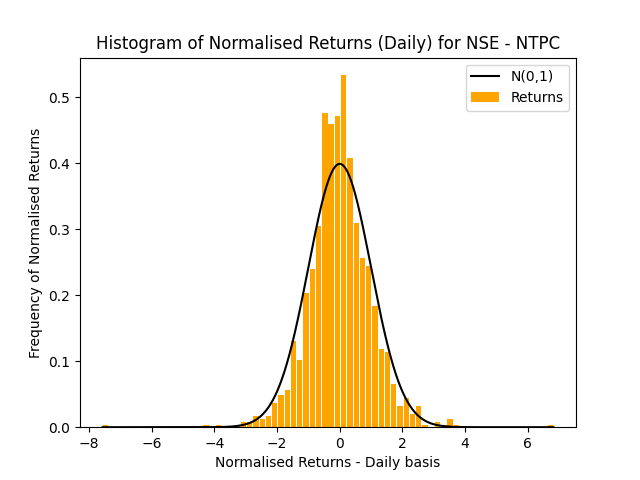 Histogram of Normalised Returns (Daily) for NSE - NTPC
N(0,1)
Returns
Frequency of Normalised Returns
0.5
0.4
0.3
0.2
0.1
0.0
−8 −6 −4 −2 0 2 4 6
Normalised Returns - Daily basis